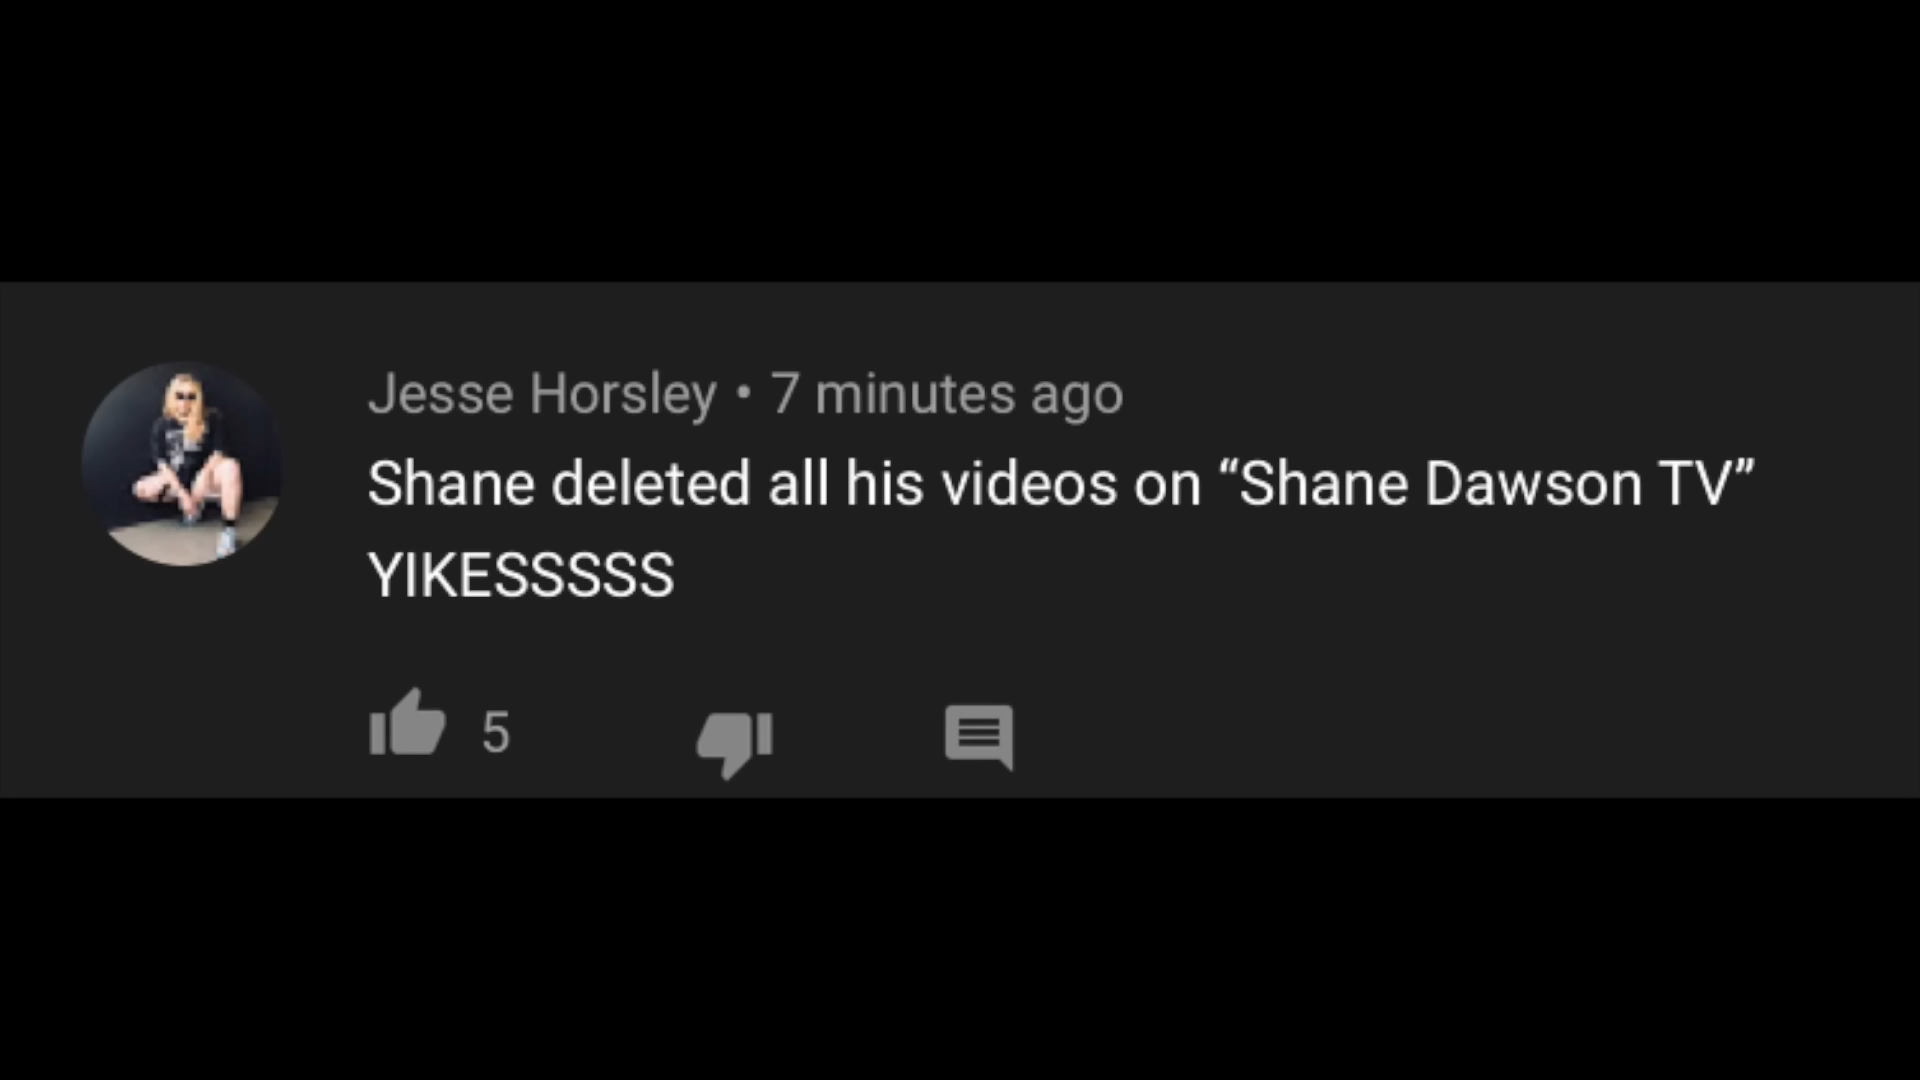 Jesse Horsley • 7 minutes ago
Shane deleted all his videos on “Shane Dawson TV”
YIKESSSSS
5